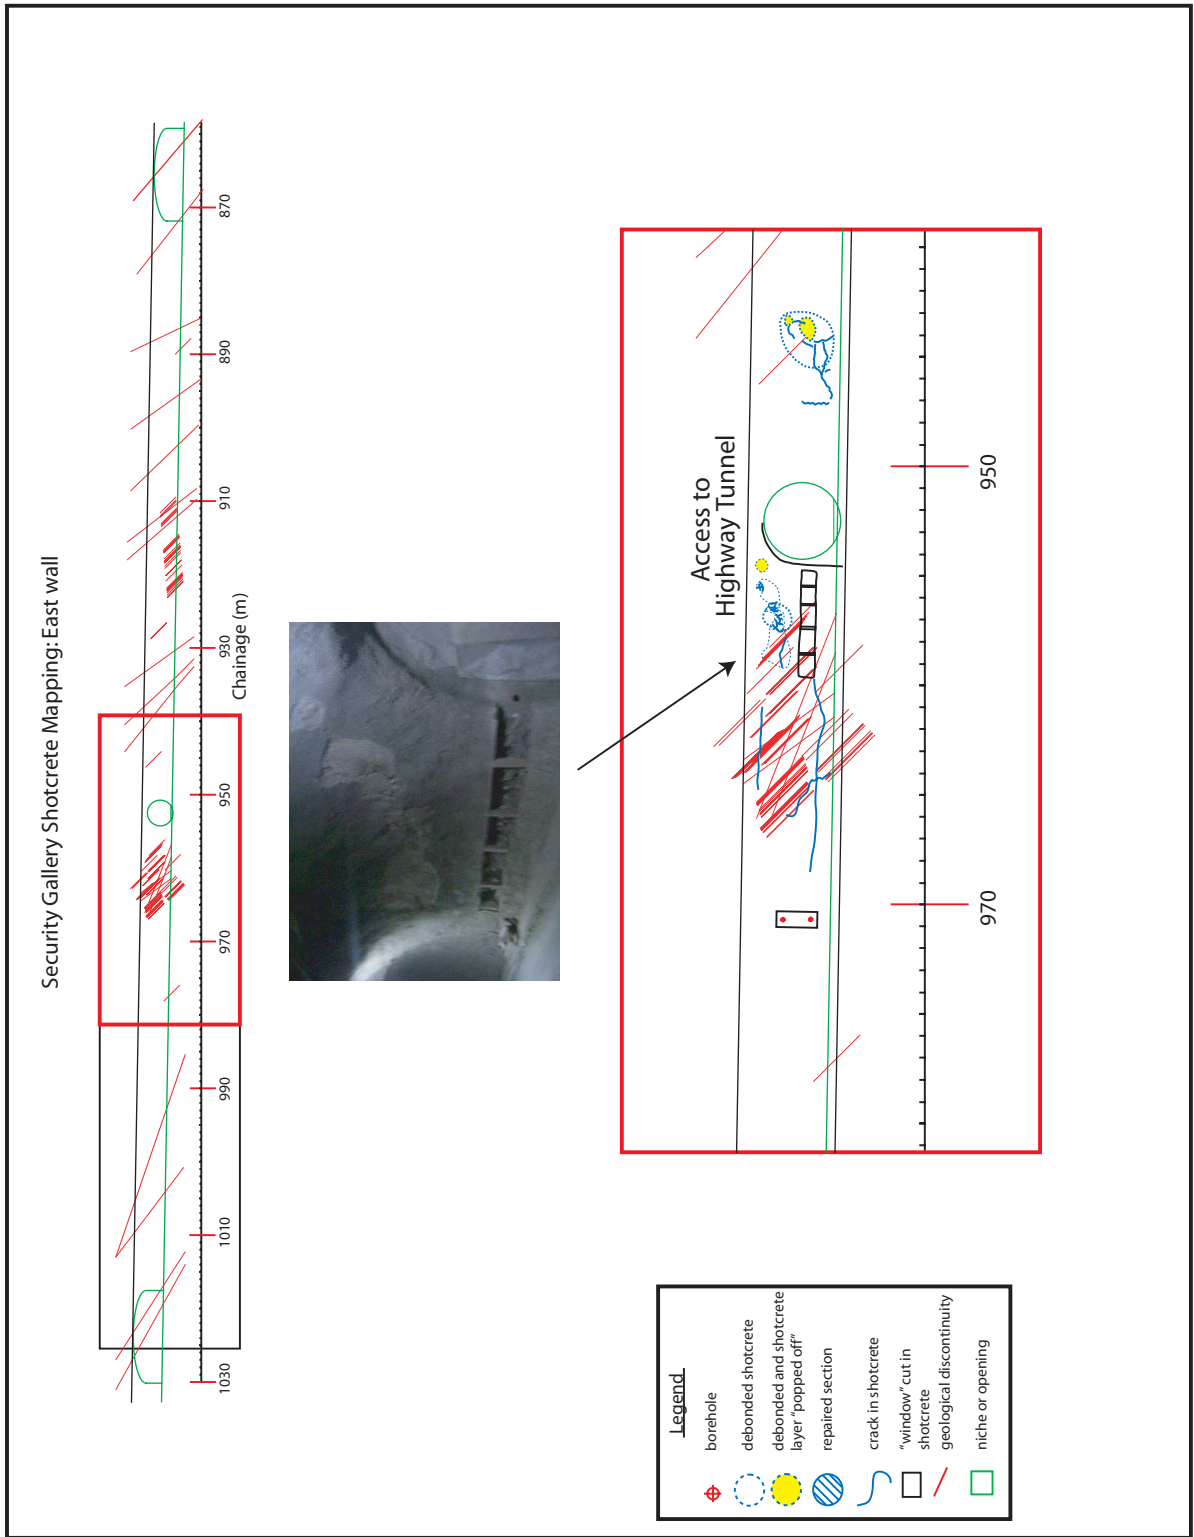 Security Gallery Shotcrete Mapping: East wall
1030
1010
990
970
950
930
910
890
870
Chainage (m)
Access to
Highway Tunnel
970
950
Legend
borehole
debonded shotcrete
debonded and shotcrete
layer "popped off"
repaired section
crack in shotcrete
"window" cut in
shotcrete
geological discontinuity
niche or opening